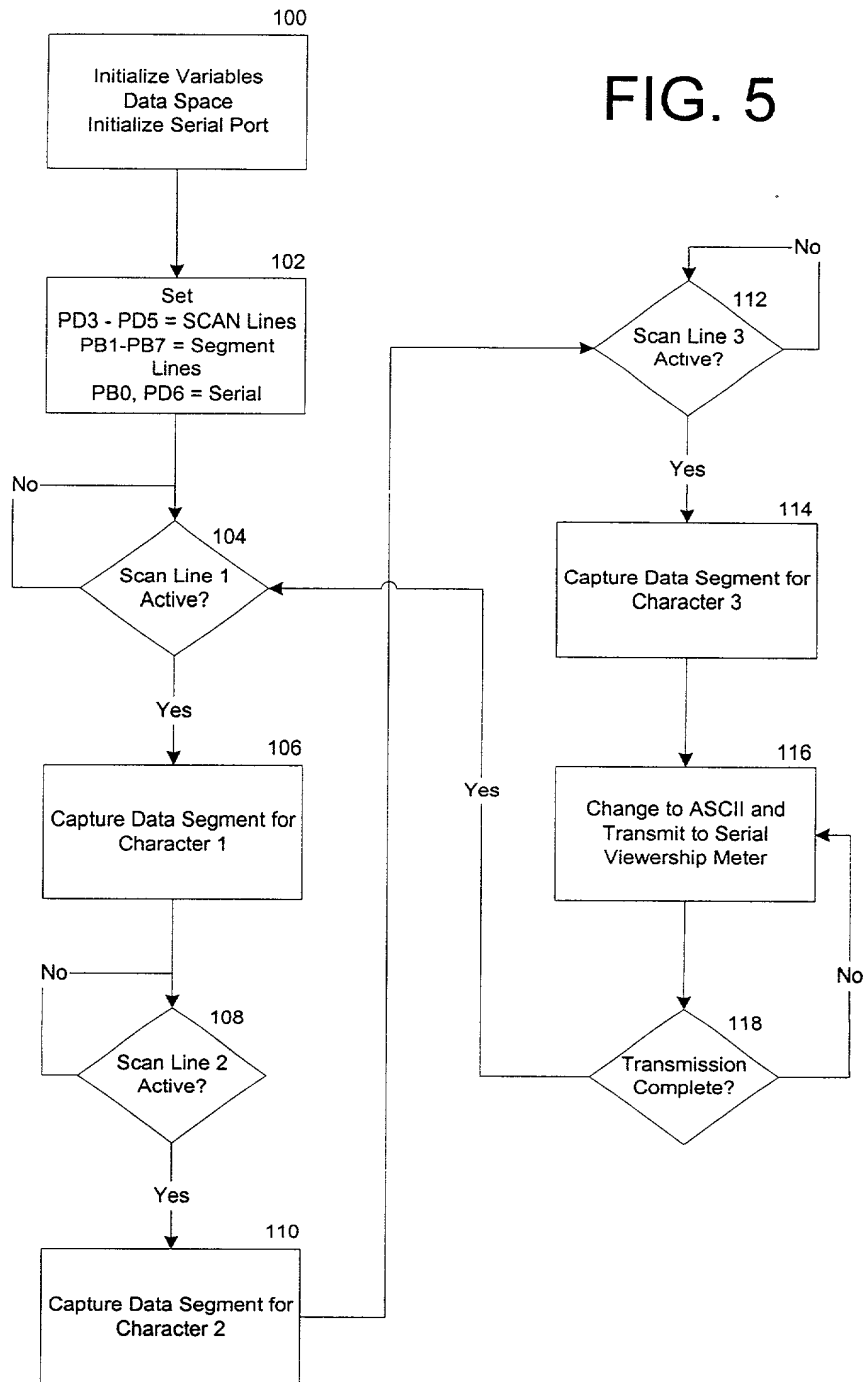 FIG. 5
100
Initialize Variables
Data Space
Initialize Serial Port
102
Set
PD3 - PD5 = SCAN Lines
PB1-PB7 = Segment
Lines
PB0, PD6 = Serial
No
104
Scan Line 1
Active?
Yes
106
Capture Data Segment for
Character 1
No
108
Scan Line 2
Active?
Yes
110
Capture Data Segment for
Character 2
No
112
Scan Line 3
Active?
Yes
114
Capture Data Segment for
Character 3
116
Change to ASCII and
Transmit to Serial
Viewership Meter
No
118
Transmission
Complete?
Yes